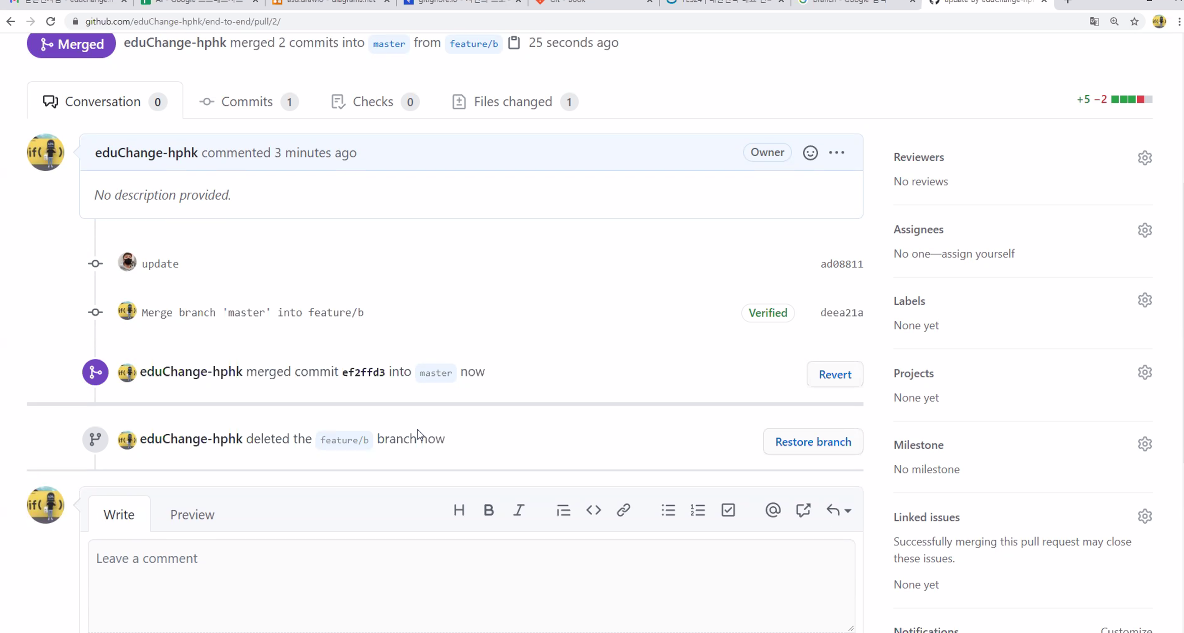 github.com/eduChange-hphk/end-to-end/pull/2/
Merged
eduChange-hphk merged 2 commits into master from feature/b 25 seconds ago
Conversation 0
Commits 1
Checks 0
Files changed 1
+5 −2
eduChange-hphk commented 3 minutes ago
Owner
No description provided.
update
ad08811
Merge branch 'master' into feature/b
Verified
deea21a
eduChange-hphk merged commit ef2ffd3 into master now
Revert
eduChange-hphk deleted the feature/b branch now
Restore branch
Write
Preview
Leave a comment
Reviewers
No reviews
Assignees
No one—assign yourself
Labels
None yet
Projects
None yet
Milestone
No milestone
Linked issues
Successfully merging this pull request may close
these issues.
None yet
Notifications
Customize